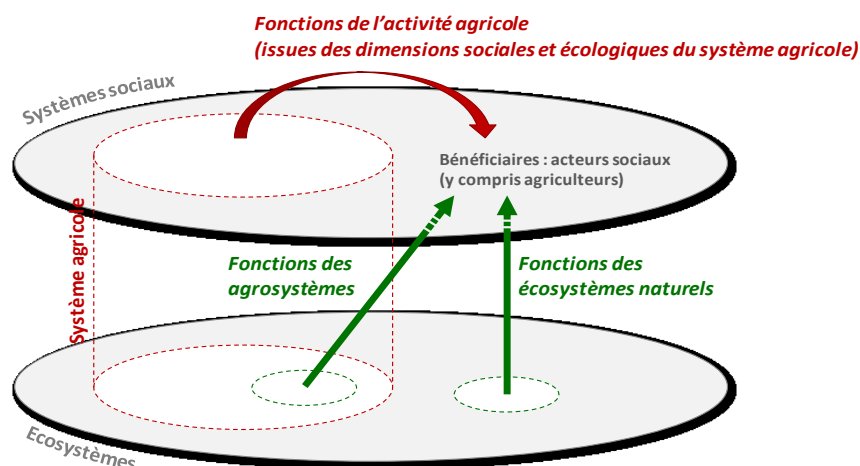 Fonctions de l’activité agricole
(issues des dimensions sociales et écologiques du système agricole)
Systèmes sociaux
Bénéficiaires : acteurs sociaux
(y compris agriculteurs)
Système agricole
Fonctions des
agrosystèmes
Fonctions des
écosystèmes naturels
Ecosystèmes